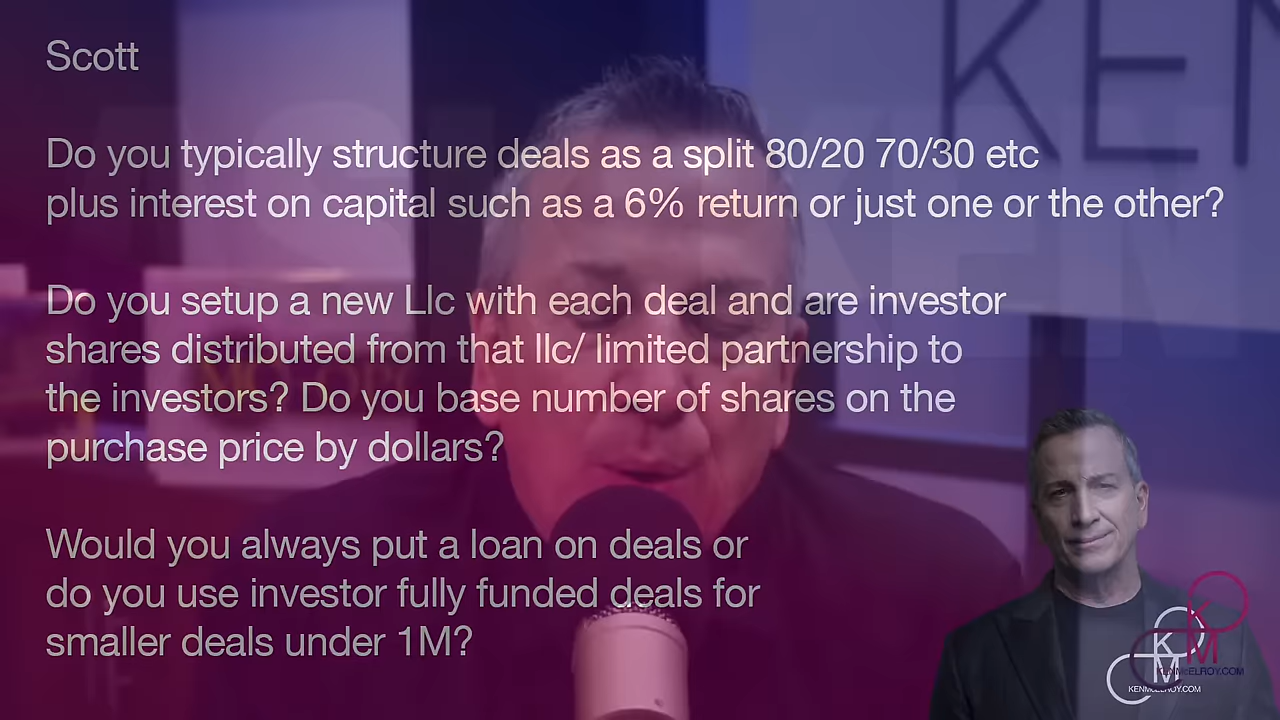 KEN
Scott
Do you typically structure deals as a split 80/20 70/30 etc
plus interest on capital such as a 6% return or just one or the other?
Do you setup a new Llc with each deal and are investor
shares distributed from that llc/ limited partnership to
the investors? Do you base number of shares on the
purchase price by dollars?
Would you always put a loan on deals or
do you use investor fully funded deals for
smaller deals under 1M?
K
M
KENMcELROY.COM
K
M
KENMcELROY.COM